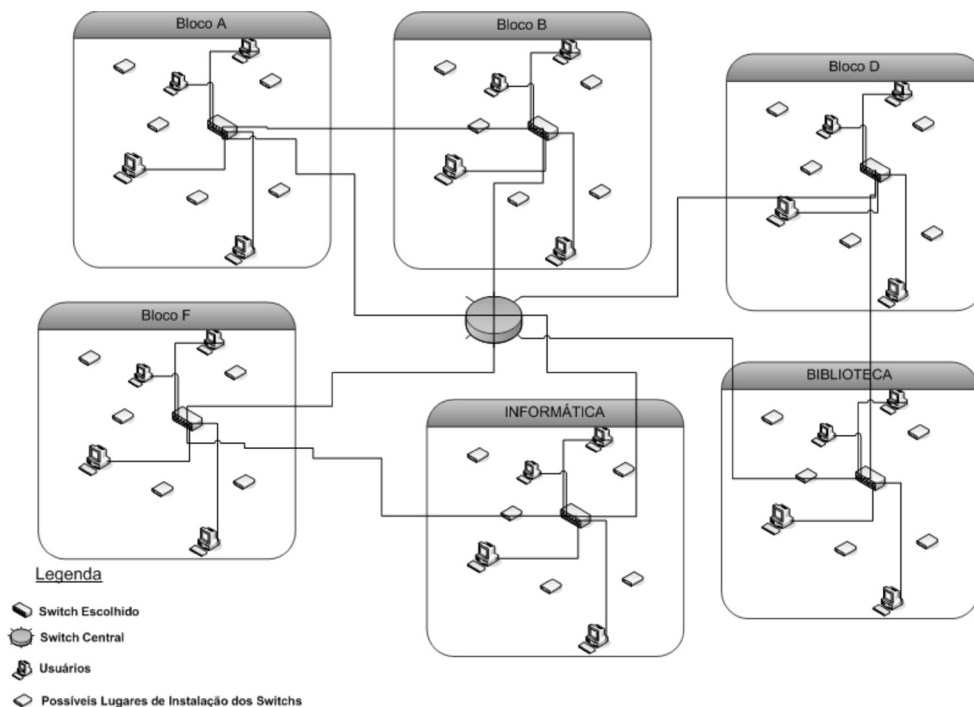 Bloco A
Bloco B
Bloco D
Bloco F
INFORMÁTICA
BIBLIOTECA
Legenda
Switch Escolhido
Switch Central
Usuários
Possíveis Lugares de Instalação dos Switchs